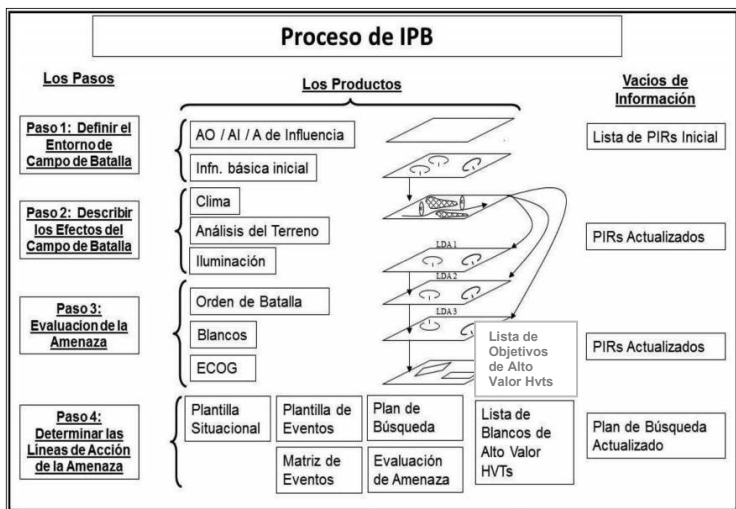 Proceso de IPB
Los Pasos
Los Productos
Vacios de
Información
Paso 1: Definir el
Entorno de
Campo de Batalla
AO / AI / A de Influencia
Infn. básica inicial
Lista de PIRs Inicial
Paso 2: Describir
los Efectos del
Campo de Batalla
Clima
Análisis del Terreno
Iluminación
LDA 1
LDA 2
LDA 3
PIRs Actualizados
Paso 3:
Evaluacion de la
Amenaza
Orden de Batalla
Blancos
ECOG
Lista de
Objetivos
de Alto
Valor Hvts
PIRs Actualizados
Paso 4:
Determinar las
Líneas de Acción
de la Amenaza
Plantilla
Situacional
Plantilla de
Eventos
Plan de
Búsqueda
Matriz de
Eventos
Evaluación
de Amenaza
Lista de
Blancos de
Alto Valor
HVTs
Plan de Búsqueda
Actualizado